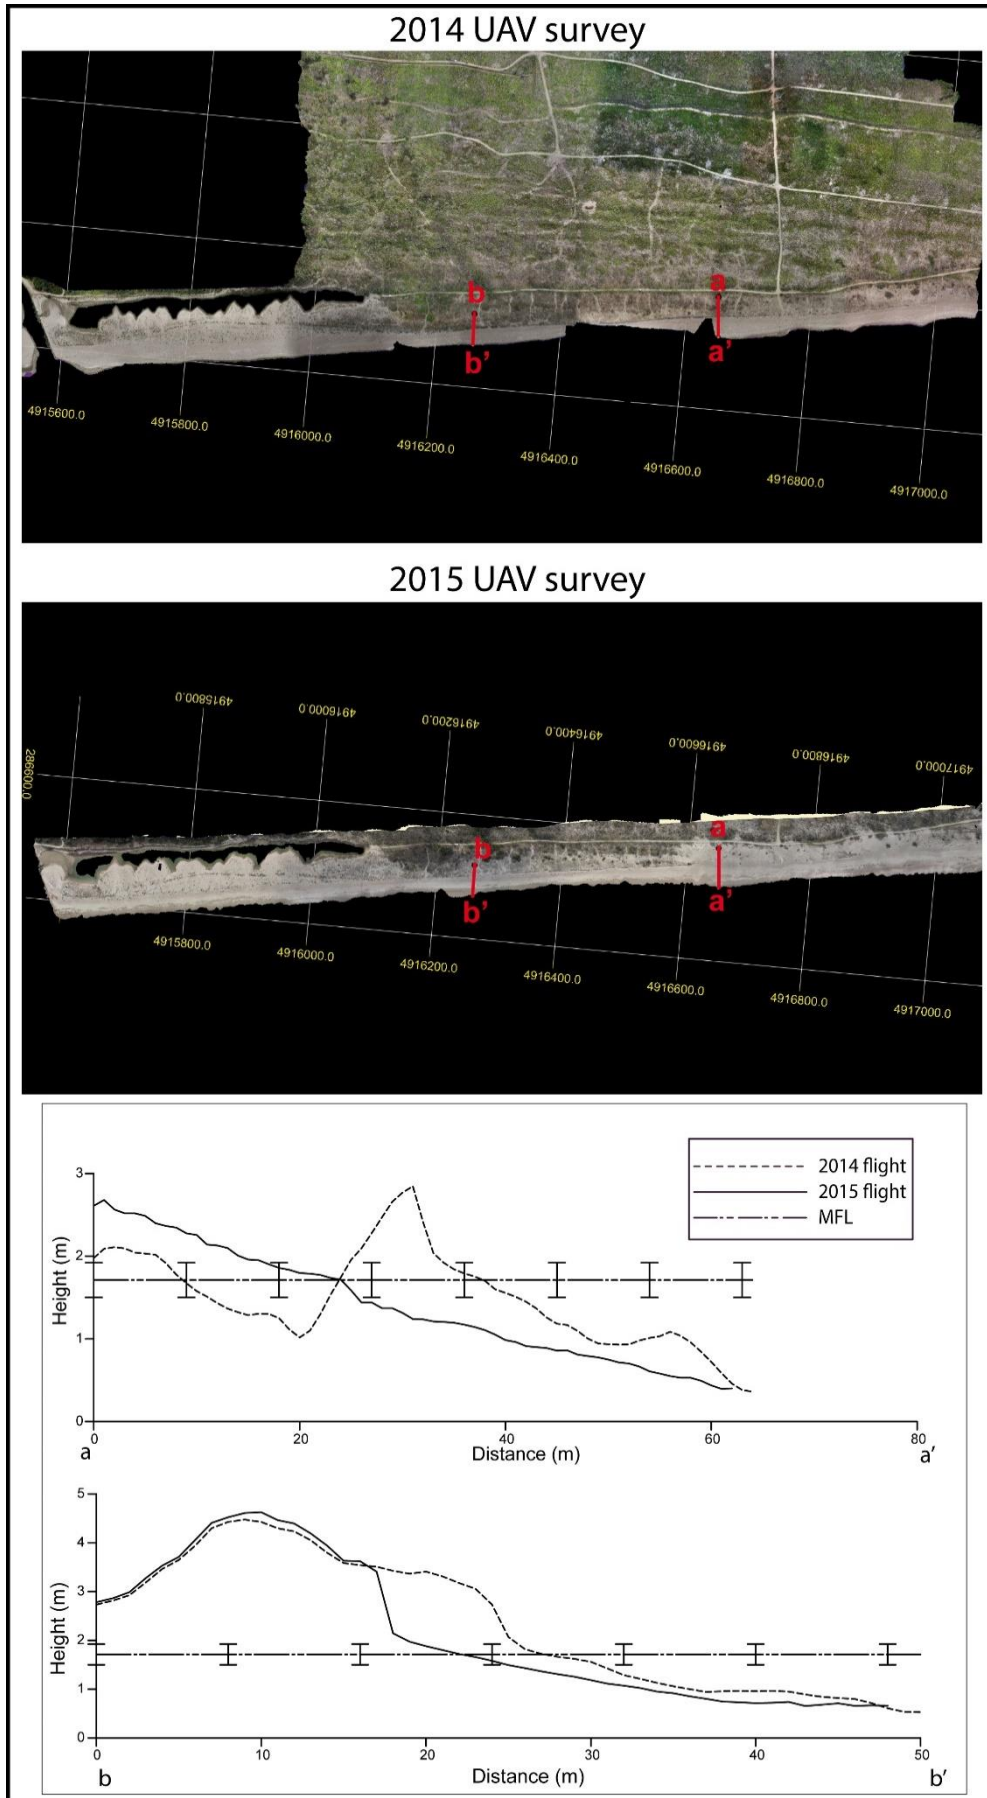 2014 UAV survey
a
b
b'
a'
4915600.0
4915800.0
4916000.0
4916200.0
4916400.0
4916600.0
4916800.0
4917000.0
2015 UAV survey
4915800.0
4916000.0
4916200.0
4916400.0
4916600.0
4916800.0
4917000.0
286600.0
a
b
b'
a'
4915800.0
4916000.0
4916200.0
4916400.0
4916600.0
4916800.0
4917000.0
2014 flight
2015 flight
MFL
Height (m)
3
2
1
0
0 20 40 60 80
a Distance (m) a'
Height (m)
5
4
3
2
1
0
0 10 20 30 40 50
b Distance (m) b'